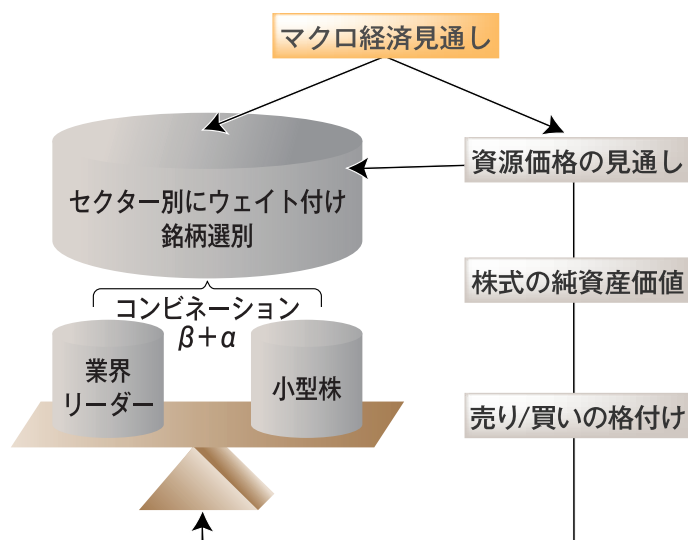 マクロ経済見通し
資源価格の見通し
セクター別にウェイト付け
銘柄選別
株式の純資産価値
コンビネーション
β+α
業界
リーダー
小型株
売り/買いの格付け